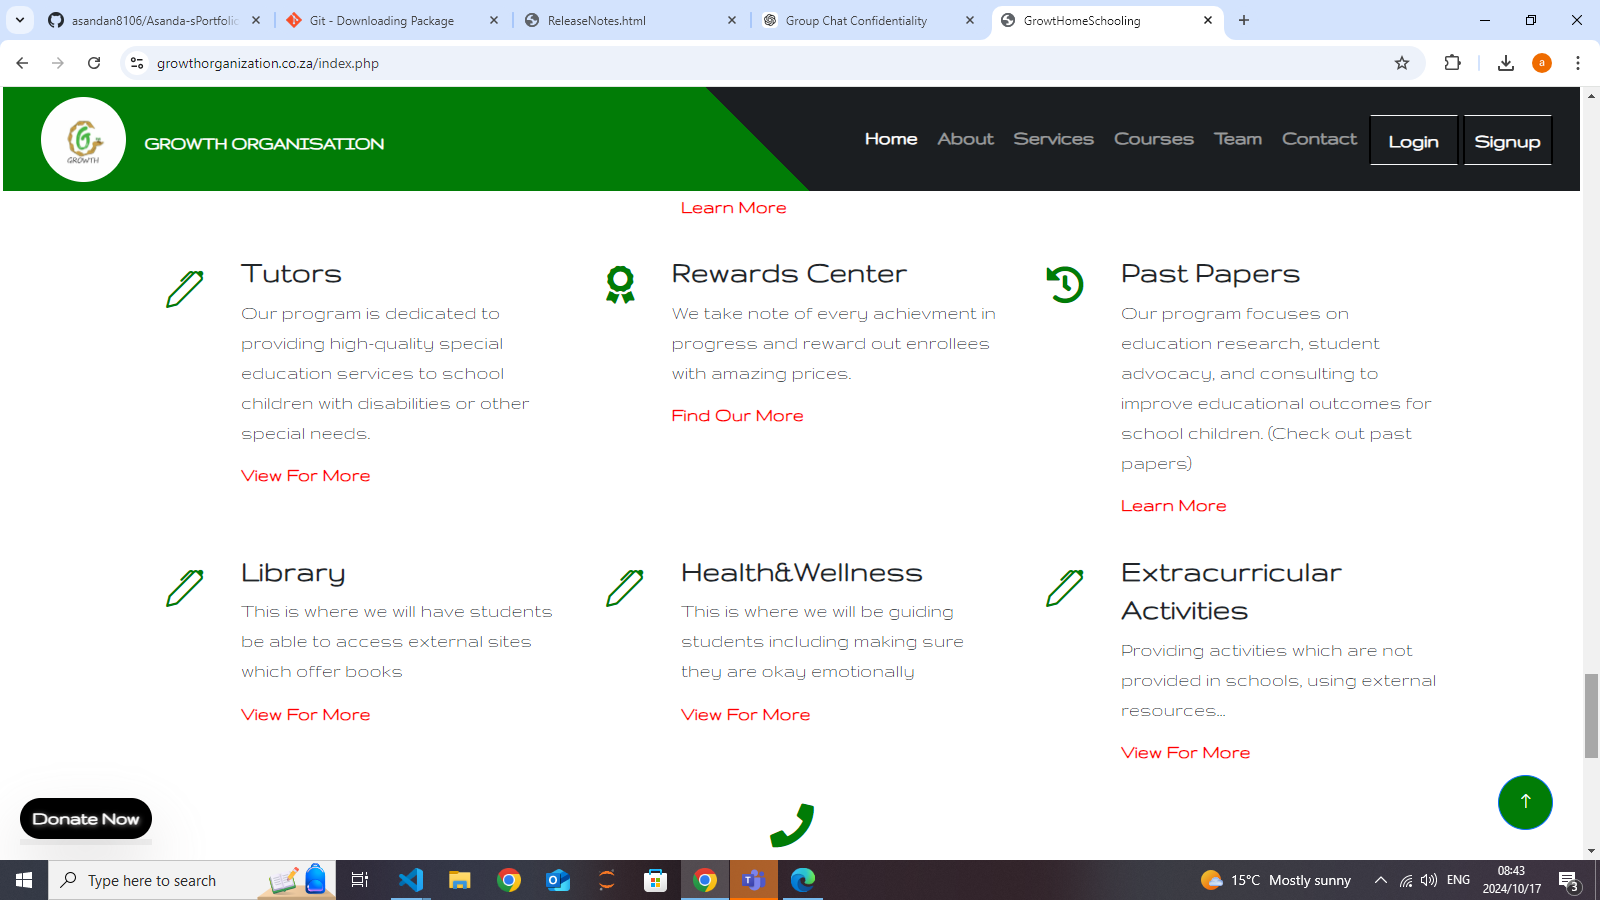 asandan8106/Asanda-sPortfolio
Git - Downloading Package
ReleaseNotes.html
Group Chat Confidentiality
GrowtHomeSchooling
growthorganization.co.za/index.php
a
GROWTH
GROWTH ORGANISATION
Home
About
Services
Courses
Team
Contact
Login
Signup
Learn More
Tutors
Our program is dedicated to
providing high-quality special
education services to school
children with disabilities or other
special needs.
View For More
Rewards Center
We take note of every achievment in
progress and reward out enrollees
with amazing prices.
Find Our More
Past Papers
Our program focuses on
education research, student
advocacy, and consulting to
improve educational outcomes for
school children. (Check out past
papers)
Learn More
Library
This is where we will have students
be able to access external sites
which offer books
View For More
Health&Wellness
This is where we will be guiding
students including making sure
they are okay emotionally
View For More
Extracurricular
Activities
Providing activities which are not
provided in schools, using external
resources...
View For More
Donate Now
Type here to search
15°C Mostly sunny
ENG
08:43
2024/10/17
3